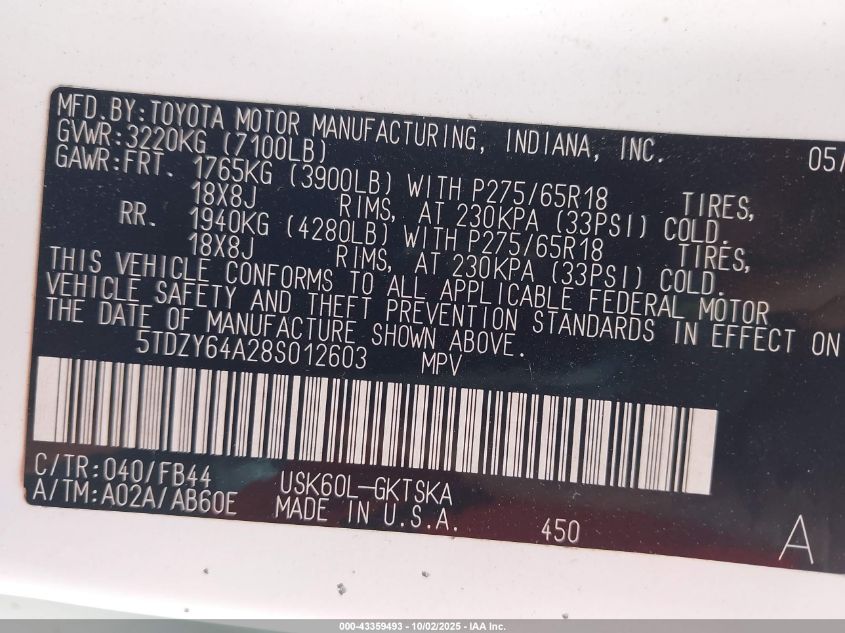 MFD.BY:TOYOTA MOTOR MANUFACTURING, INDIANA, INC. 05/
GVWR:3220KG (7100LB)
GAWR:FRT. 1765KG (3900LB) WITH P275/65R18 TIRES,
18X8J RIMS, AT 230KPA (33PSI) COLD.
RR. 1940KG (4280LB) WITH P275/65R18 TIRES,
18X8J RIMS, AT 230KPA (33PSI) COLD.
THIS VEHICLE CONFORMS TO ALL APPLICABLE FEDERAL MOTOR
VEHICLE SAFETY AND THEFT PREVENTION STANDARDS IN EFFECT ON
THE DATE OF MANUFACTURE SHOWN ABOVE.
5TDZY64A28S012603 MPV
C/TR:040/FB44 USK60L-GKTSKA
A/TM:A02A/AB60E MADE IN U.S.A.
450 A
000-43359493 - 10/02/2025 - IAA Inc.